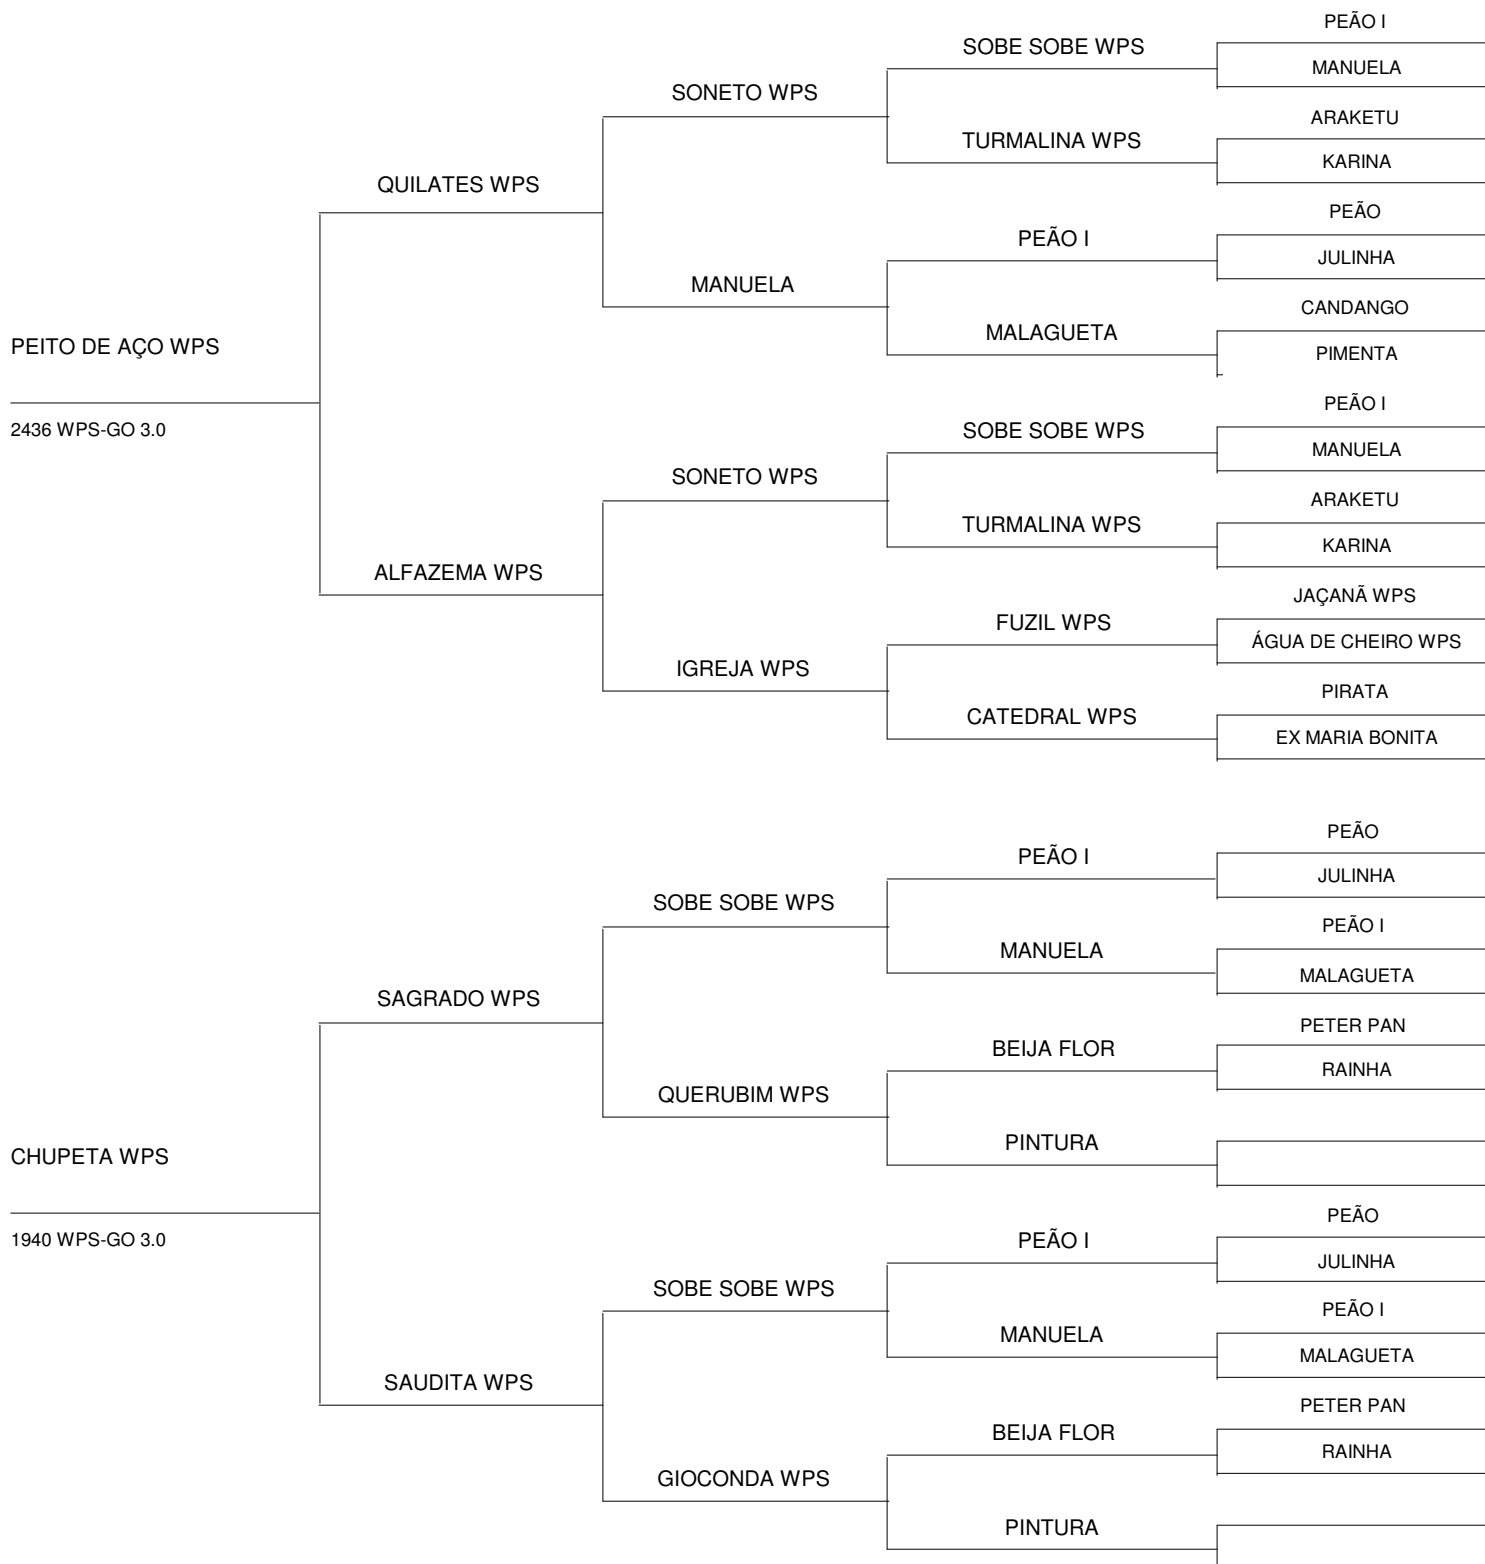 PEÃO I
SOBE SOBE WPS
MANUELA
SONETO WPS
ARAKETU
TURMALINA WPS
KARINA
QUILATES WPS
PEÃO
PEÃO I
JULINHA
MANUELA
CANDANGO
MALAGUETA
PIMENTA
PEITO DE AÇO WPS
2436 WPS-GO 3.0
PEÃO I
SOBE SOBE WPS
MANUELA
SONETO WPS
ARAKETU
TURMALINA WPS
KARINA
ALFAZEMA WPS
JAÇANÃ WPS
FUZIL WPS
ÁGUA DE CHEIRO WPS
IGREJA WPS
PIRATA
CATEDRAL WPS
EX MARIA BONITA
PEÃO
PEÃO I
JULINHA
SOBE SOBE WPS
PEÃO I
MANUELA
MALAGUETA
SAGRADO WPS
PETER PAN
BEIJA FLOR
RAINHA
QUERUBIM WPS
PINTURA
CHUPETA WPS
1940 WPS-GO 3.0
PEÃO
PEÃO I
JULINHA
SOBE SOBE WPS
PEÃO I
MANUELA
MALAGUETA
SAUDITA WPS
PETER PAN
BEIJA FLOR
RAINHA
GIOCONDA WPS
PINTURA